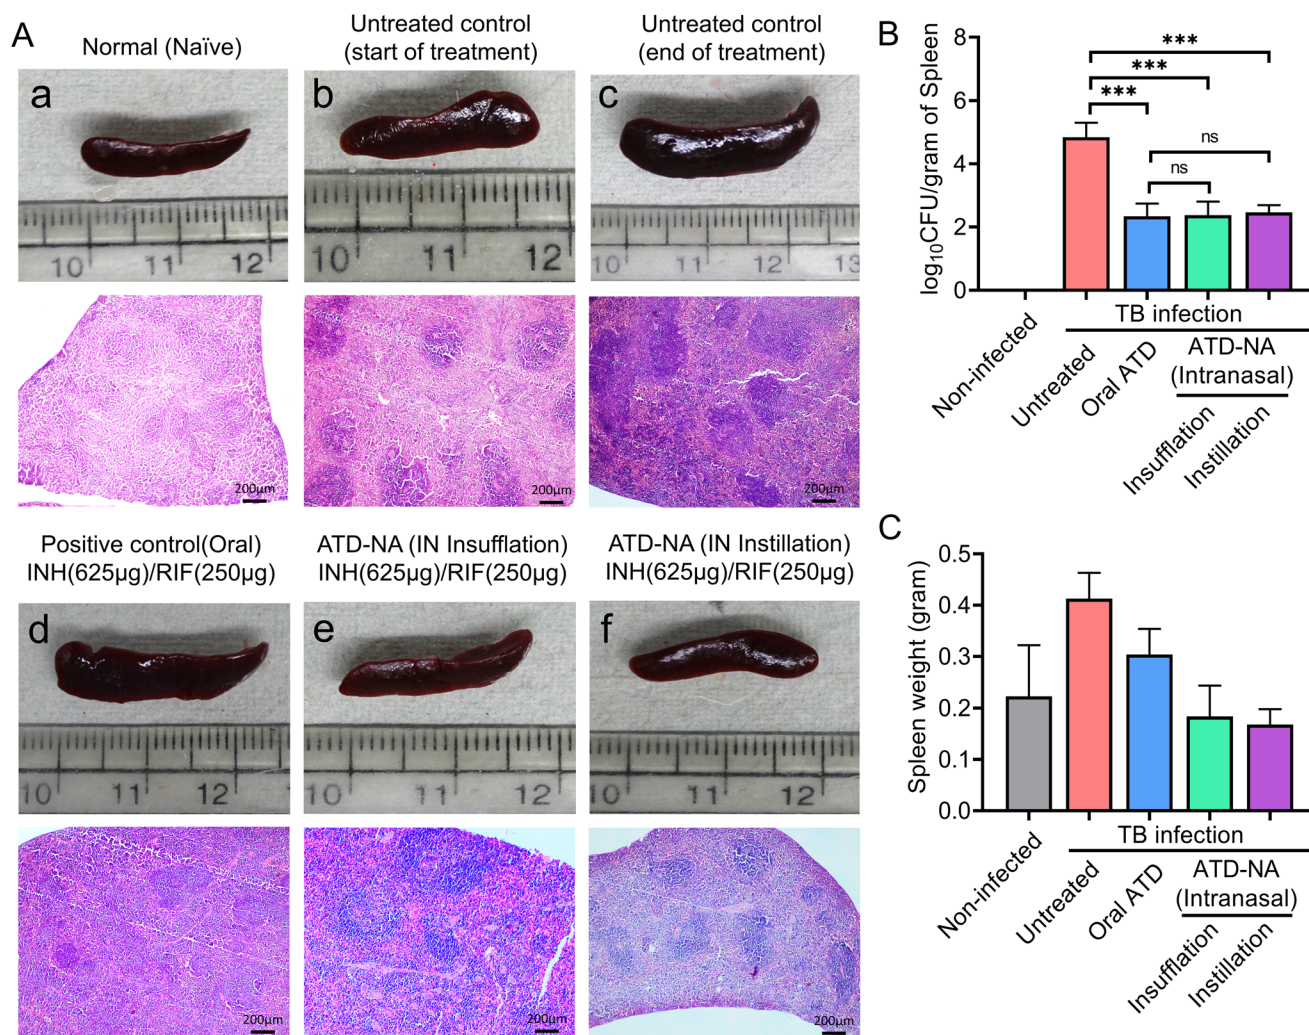 A
Normal (Naïve)
Untreated control
(start of treatment)
Untreated control
(end of treatment)
a
b
c
10 11 12
10 11 12
10 11 12 13
200µm
200µm
200µm
Positive control(Oral)
INH(625µg)/RIF(250µg)
ATD-NA (IN Insufflation)
INH(625µg)/RIF(250µg)
ATD-NA (IN Instillation)
INH(625µg)/RIF(250µg)
d
e
f
10 11 12
10 11 12
10 11 12
200µm
200µm
200µm
B
log10CFU/gram of Spleen
8
6
4
2
0
***
***
***
ns
ns
TB infection
Non-infected
Untreated
Oral ATD
ATD-NA
(Intranasal)
Insufflation
Instillation
C
Spleen weight (gram)
0.5
0.4
0.3
0.2
0.1
0.0
TB infection
Non-infected
Untreated
Oral ATD
ATD-NA
(Intranasal)
Insufflation
Instillation